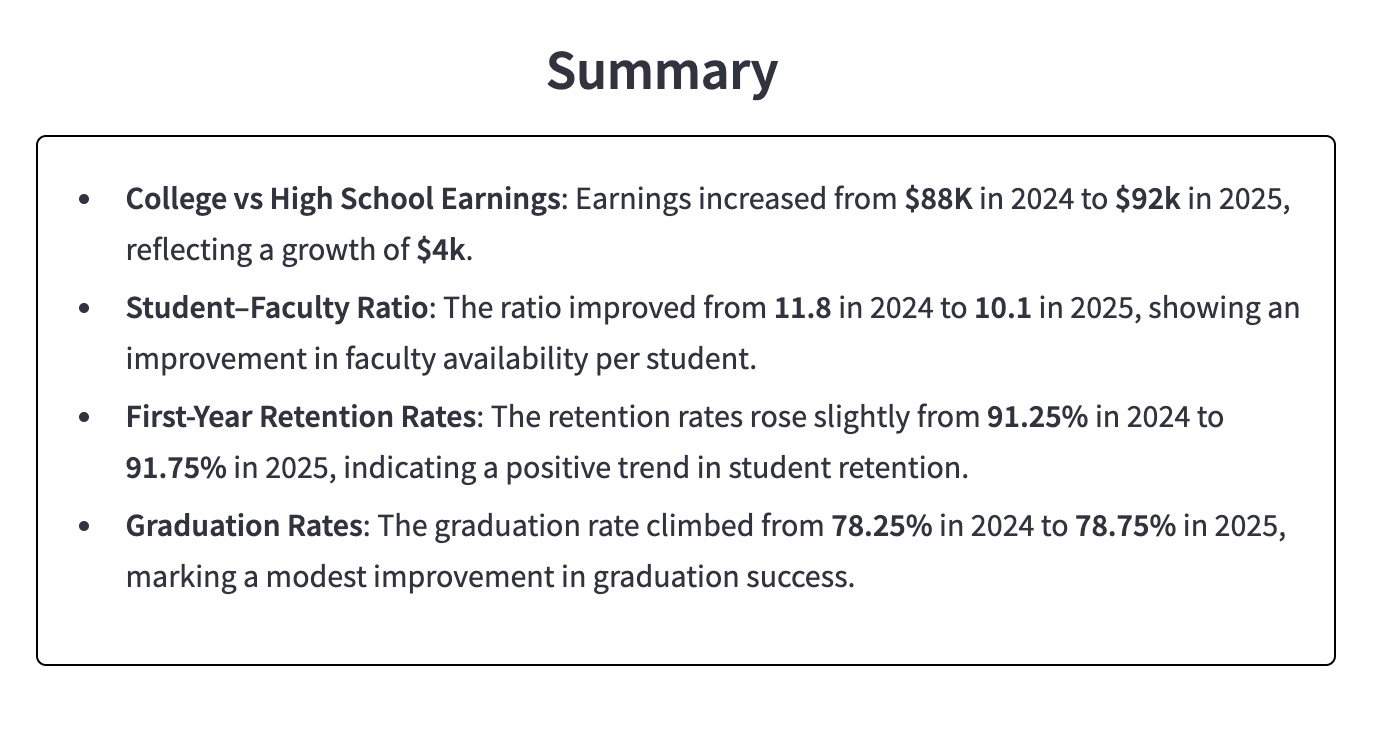 Summary
• College vs High School Earnings: Earnings increased from $88K in 2024 to $92k in 2025,
reflecting a growth of $4k.
• Student–Faculty Ratio: The ratio improved from 11.8 in 2024 to 10.1 in 2025, showing an
improvement in faculty availability per student.
• First-Year Retention Rates: The retention rates rose slightly from 91.25% in 2024 to
91.75% in 2025, indicating a positive trend in student retention.
• Graduation Rates: The graduation rate climbed from 78.25% in 2024 to 78.75% in 2025,
marking a modest improvement in graduation success.